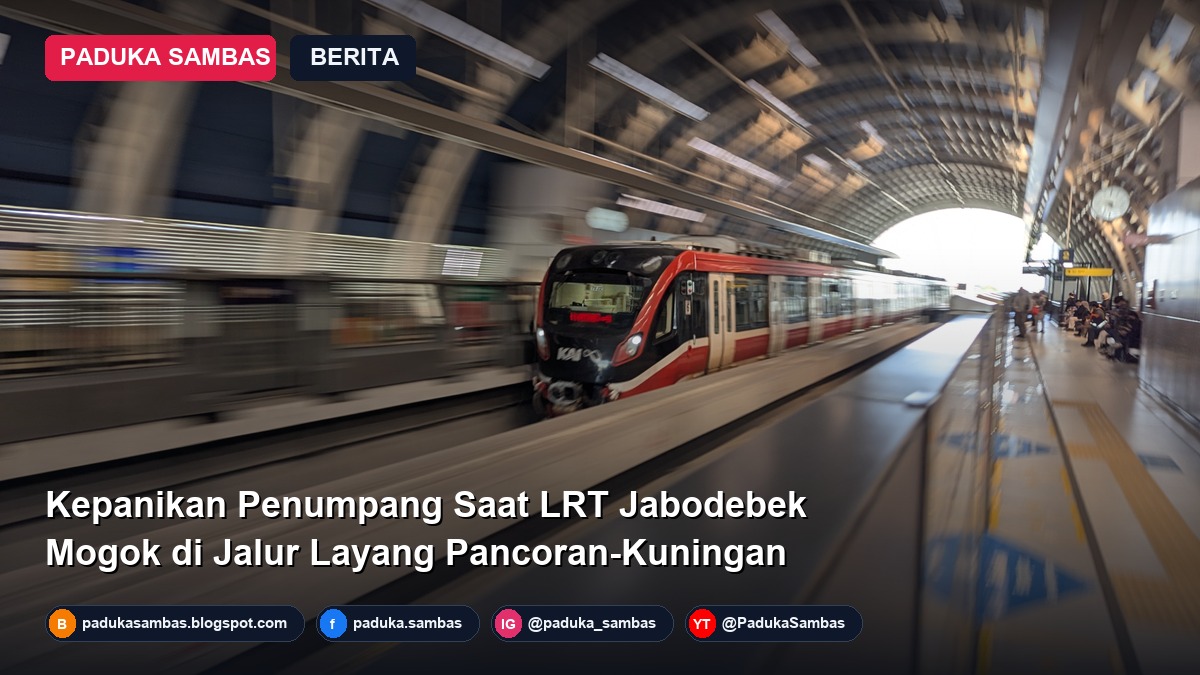 PADUKA SAMBAS
BERITA
KAI
Kepanikan Penumpang Saat LRT Jabodebek
Mogok di Jalur Layang Pancoran-Kuningan
B padukasambas.blogspot.com
f paduka.sambas
IG @paduka_sambas
YT @PadukaSambas